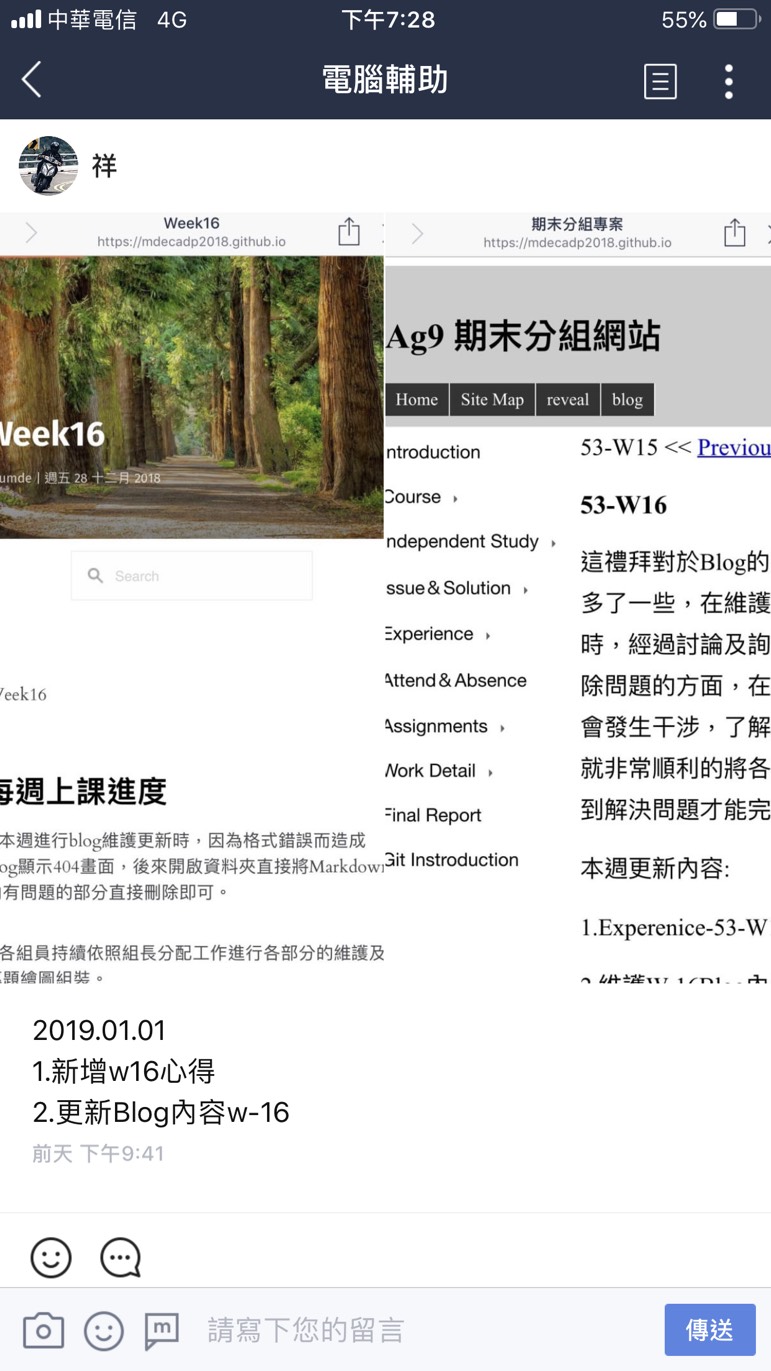 中華電信 4G 下午7:28 55%
電腦輔助
祥
Week16
https://mdecadp2018.github.io
Week16
umde | 週五 28 十二月 2018
Search
Week16
每週上課進度
本週進行blog維護更新時，因為格式錯誤而造成
og顯示404畫面，後來開啟資料夾直接將Markdown
有問題的部分直接刪除即可。
各組員持續依照組長分配工作進行各部分的維護及
題繪圖組裝。
期末分組專案
https://mdecadp2018.github.io
Ag9 期末分組網站
Home Site Map reveal blog
ntroduction
Course
ndependent Study
ssue & Solution
Experience
Attend & Absence
Assignments
Work Detail
Final Report
Git Instroduction
53-W15 << Previou
53-W16
這禮拜對於Blog的
多了一些，在維護
時，經過討論及詢
除問題的方面，在
會發生干涉，了解
就非常順利的將各
到解決問題才能完
本週更新內容:
1.Experenice-53-W
2019.01.01
1.新增w16心得
2.更新Blog內容w-16
前天 下午9:41
請寫下您的留言
傳送